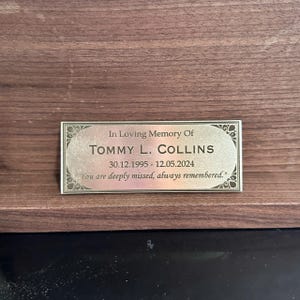 In Loving Memory Of
TOMMY L. COLLINS
30.12.1995 - 12.05.2024
"You are deeply missed, always remembered."